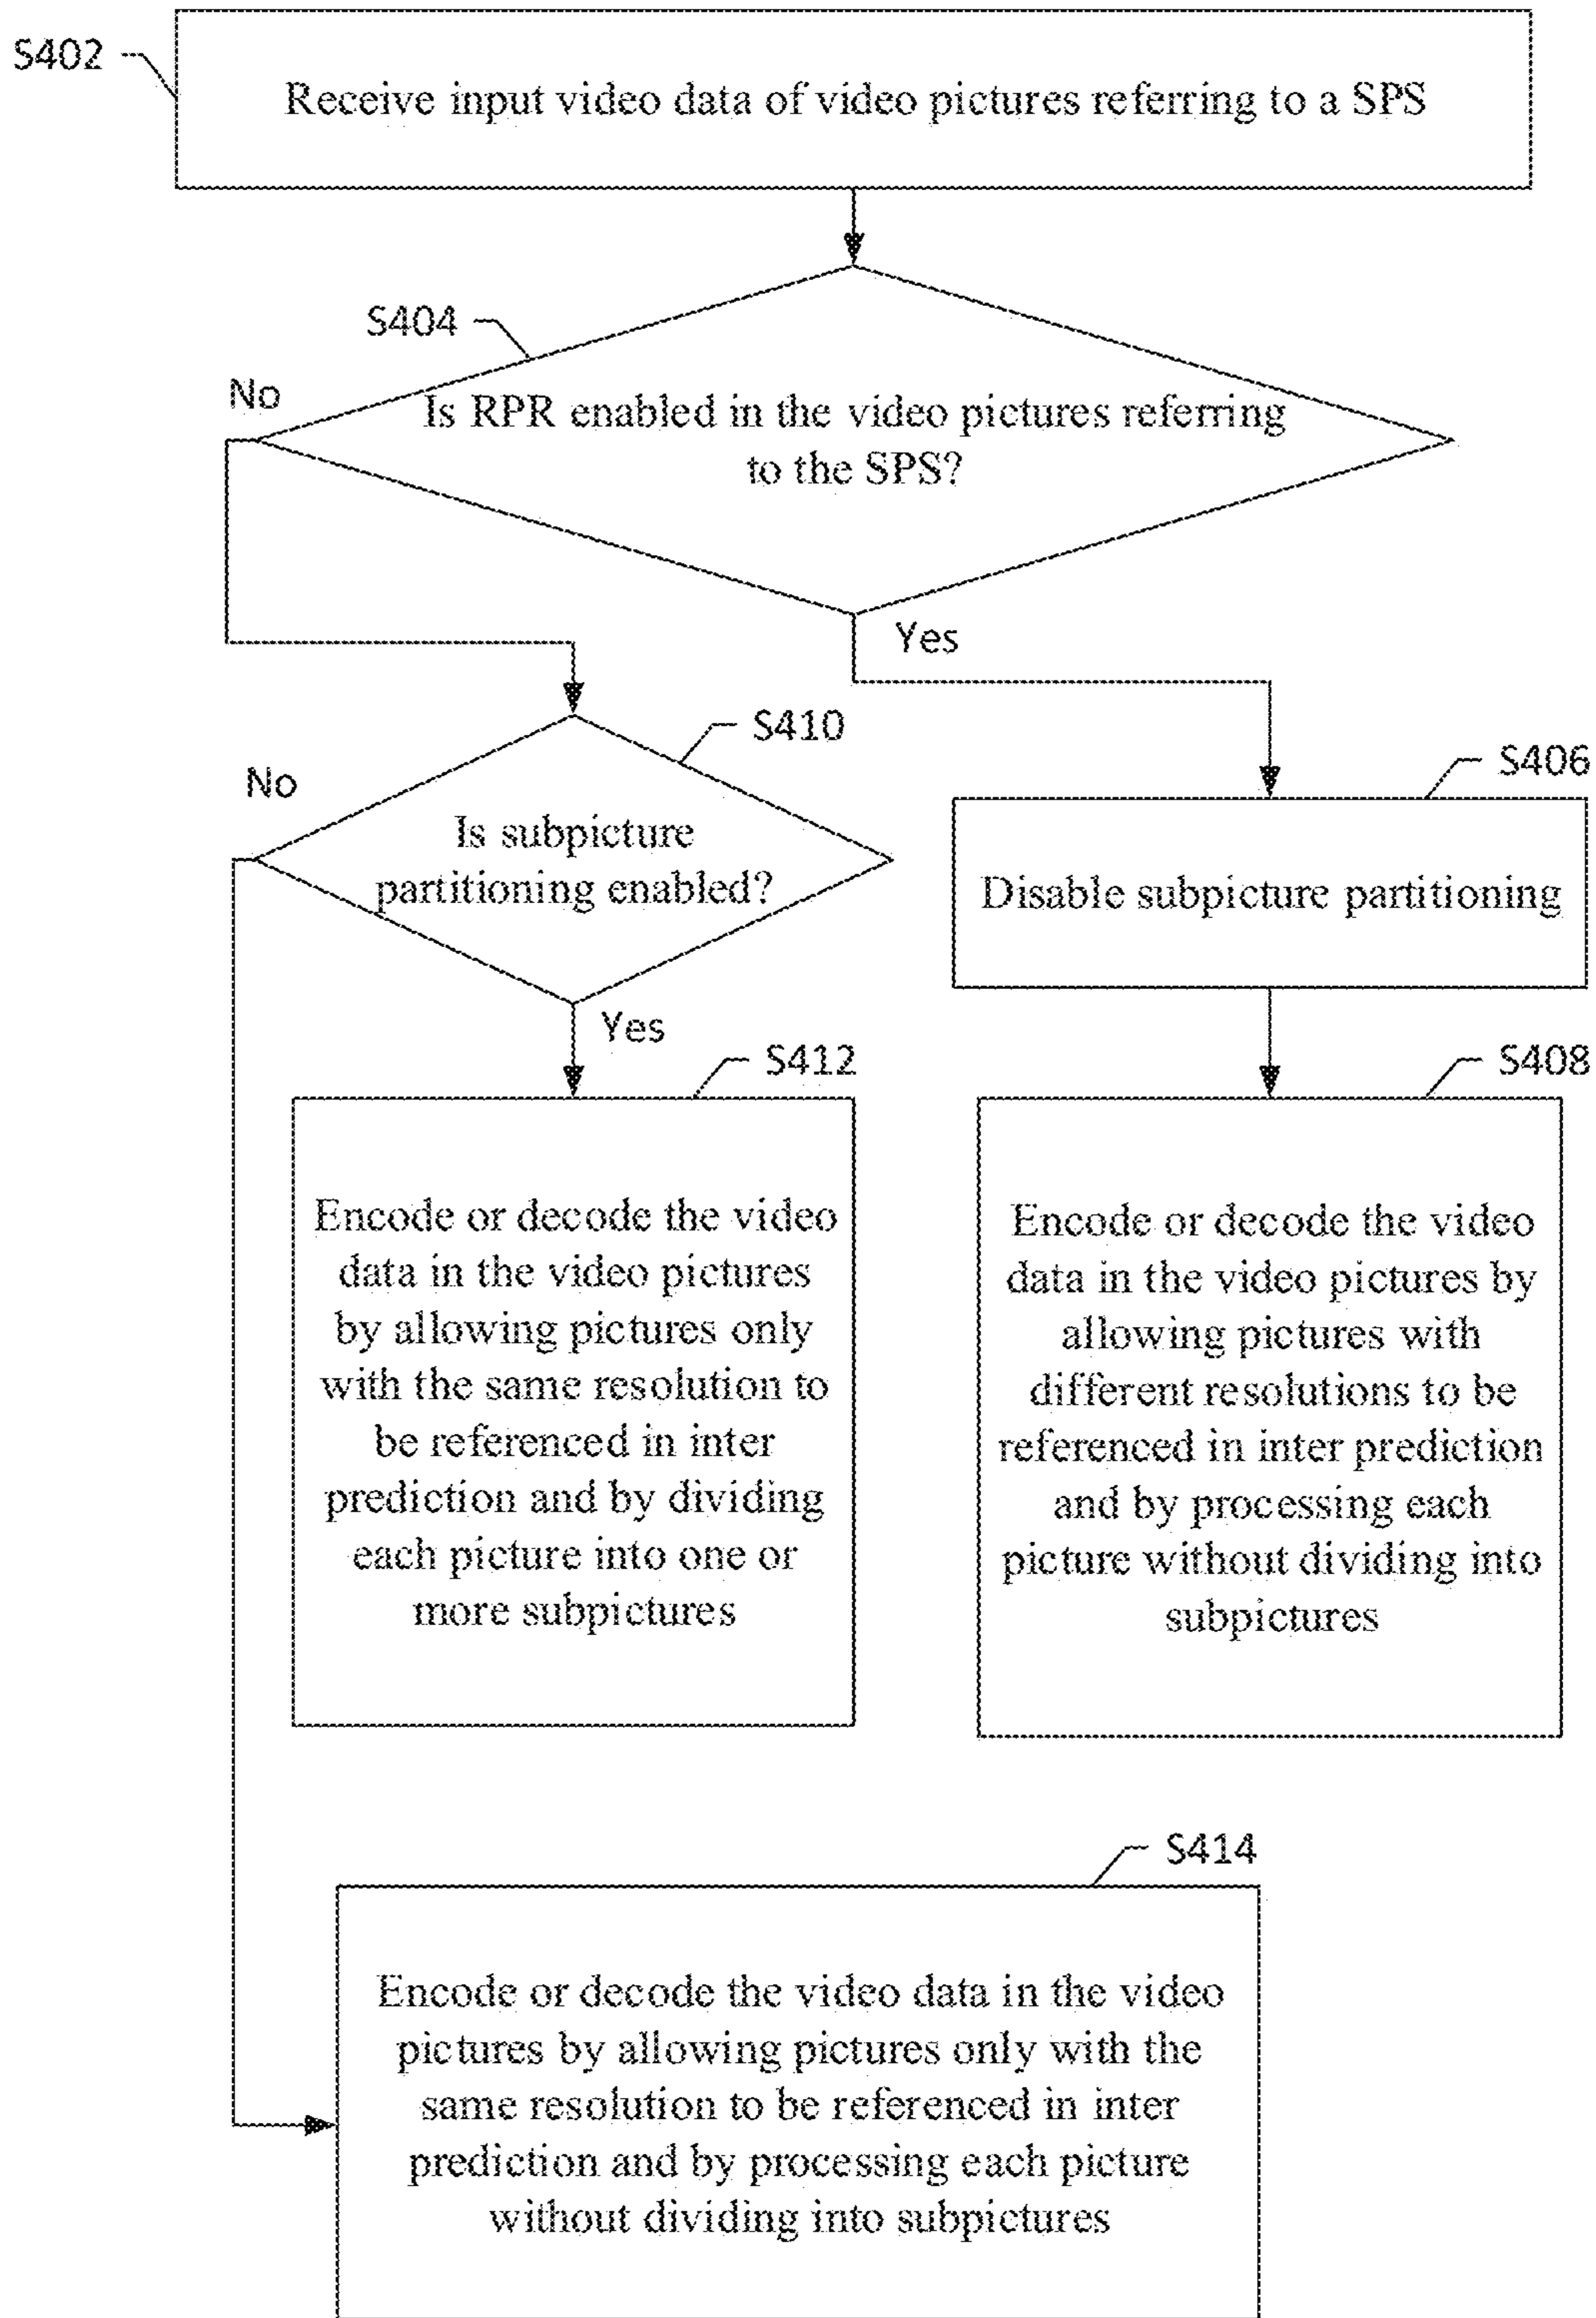 S402
Receive input video data of video pictures referring to a SPS
S404
No
Is RPR enabled in the video pictures referring
to the SPS?
Yes
S410
No
Is subpicture
partitioning enabled?
Yes
S406
Disable subpicture partitioning
S412
Encode or decode the video
data in the video pictures
by allowing pictures only
with the same resolution to
be referenced in inter
prediction and by dividing
each picture into one or
more subpictures
S408
Encode or decode the video
data in the video pictures by
allowing pictures with
different resolutions to be
referenced in inter prediction
and by processing each
picture without dividing into
subpictures
S414
Encode or decode the video data in the video
pictures by allowing pictures only with the
same resolution to be referenced in inter
prediction and by processing each picture
without dividing into subpictures